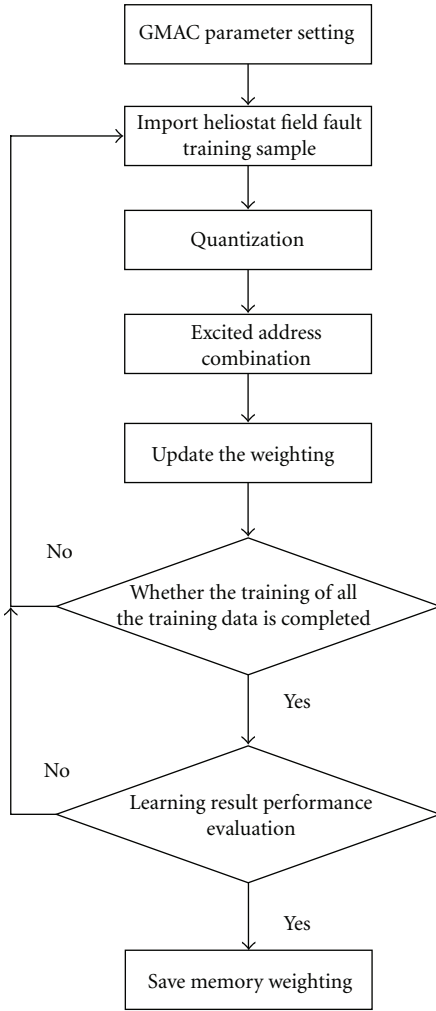 GMAC parameter setting
Import heliostat field fault
training sample
Quantization
Excited address
combination
Update the weighting
No
Whether the training of all
the training data is completed
Yes
No
Learning result performance
evaluation
Yes
Save memory weighting